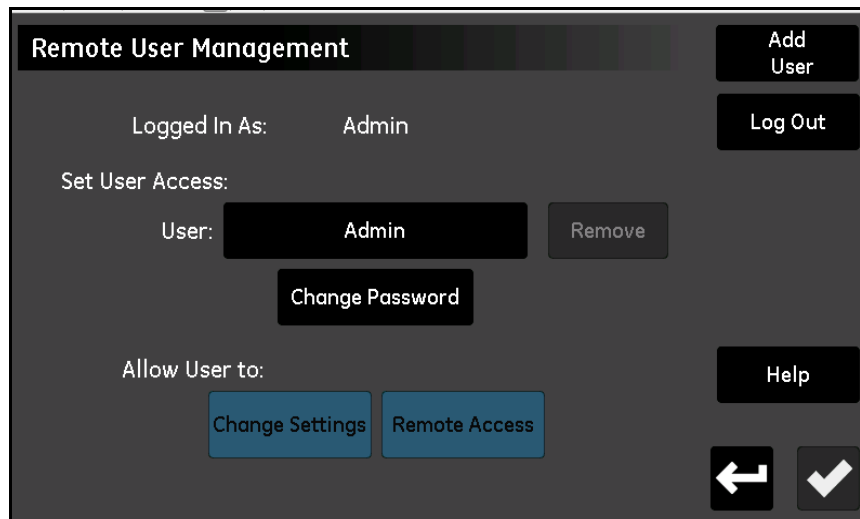 Remote User Management
Add
User
Logged In As: Admin
Log Out
Set User Access:
User: Admin Remove
Change Password
Allow User to:
Help
Change Settings Remote Access